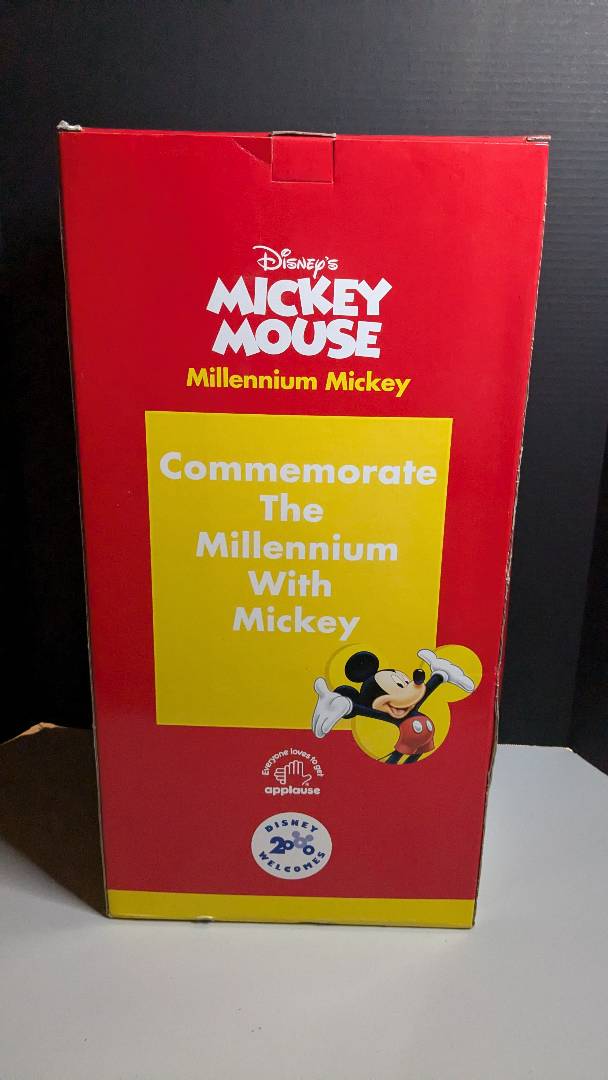 Disney's
MICKEY
MOUSE
Millennium Mickey
Commemorate
The
Millennium
With
Mickey
Everyone loves to get
applause
DISNEY
2000
WELCOMES